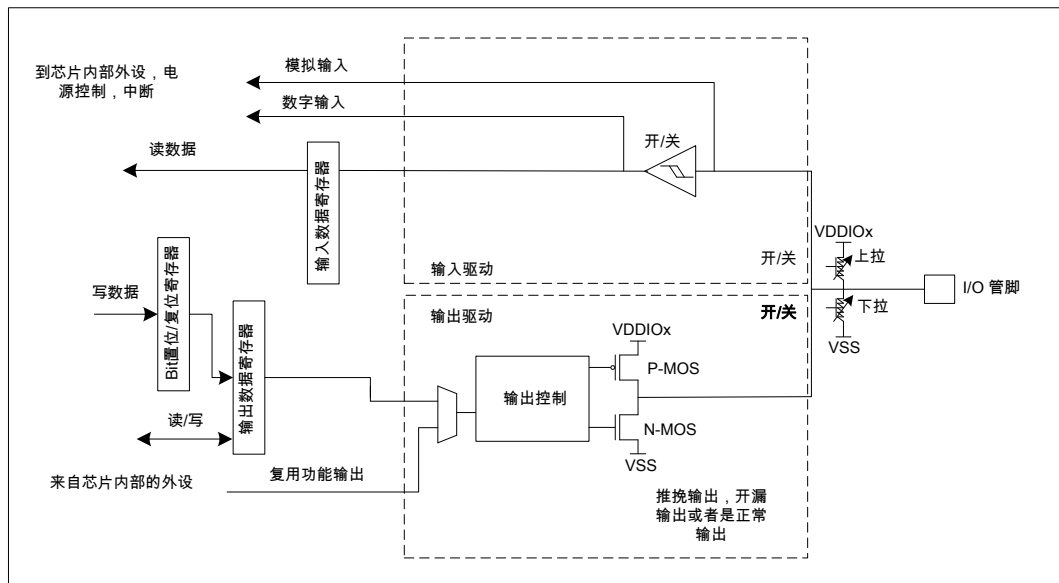 到芯片内部外设，电
源控制，中断
模拟输入
数字输入
读数据
输入数据寄存器
开/关
输入驱动
开/关
VDDIOx
上拉
下拉
VSS
I/O 管脚
写数据
Bit置位/复位寄存器
输出数据寄存器
读/写
来自芯片内部的外设
复用功能输出
输出驱动
开/关
VDDIOx
P-MOS
输出控制
N-MOS
VSS
推挽输出，开漏
输出或者是正常
输出